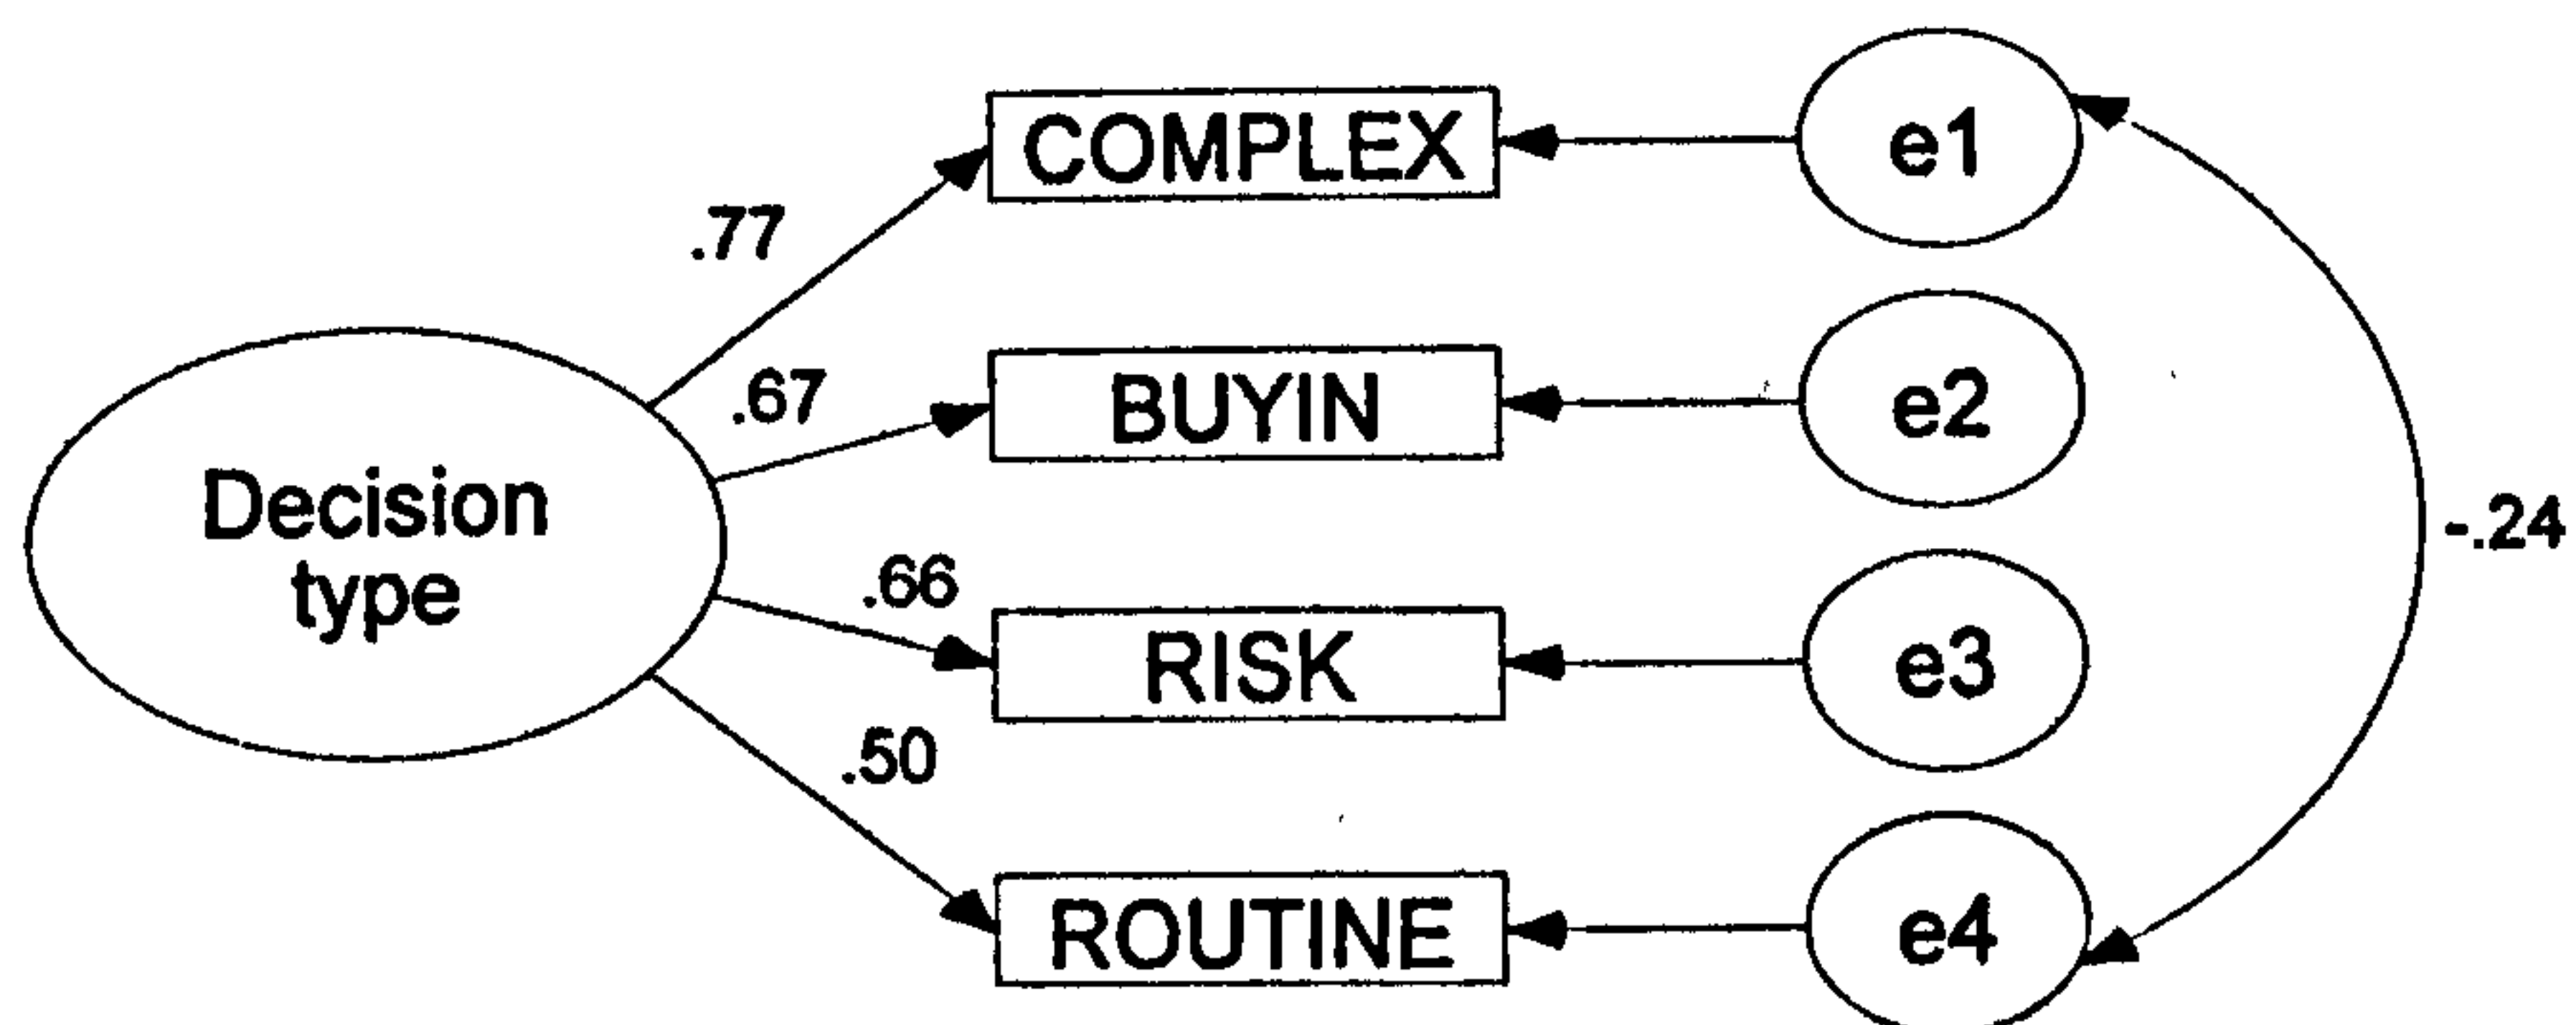 COMPLEX
e1
.77
.67
BUYIN
e2
Decision
type
-.24
.66
RISK
e3
.50
ROUTINE
e4